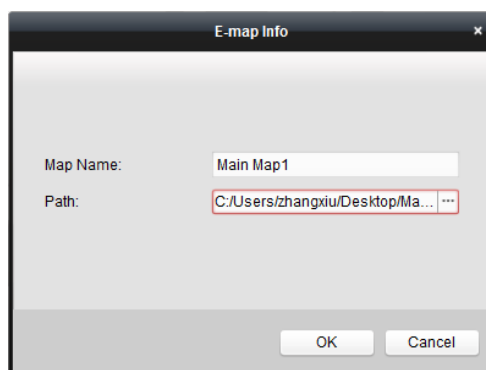 E-map Info
×
Map Name: Main Map1
Path: C:/Users/zhangxiu/Desktop/Ma... ...
OK Cancel